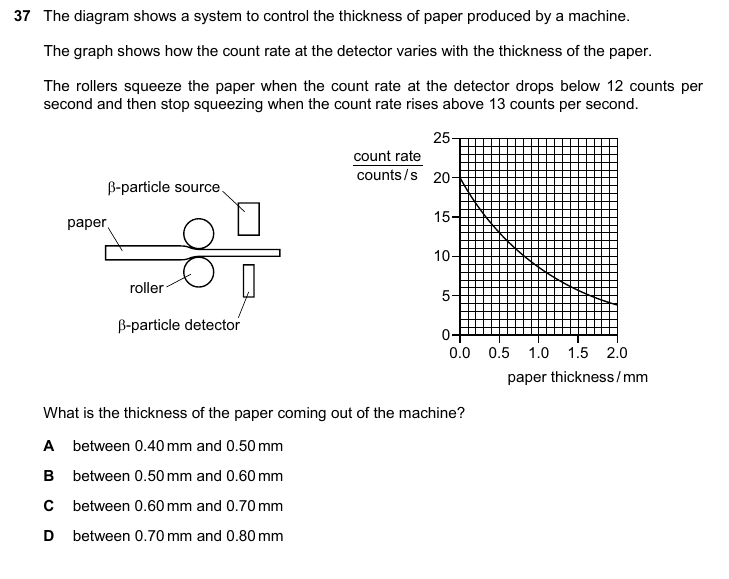 37 The diagram shows a system to control the thickness of paper produced by a machine.
The graph shows how the count rate at the detector varies with the thickness of the paper.
The rollers squeeze the paper when the count rate at the detector drops below 12 counts per
second and then stop squeezing when the count rate rises above 13 counts per second.
β-particle source
paper
roller
β-particle detector
count rate
counts/s
25
20
15
10
5
0
0.0 0.5 1.0 1.5 2.0
paper thickness/mm
What is the thickness of the paper coming out of the machine?
A between 0.40 mm and 0.50 mm
B between 0.50 mm and 0.60 mm
C between 0.60 mm and 0.70 mm
D between 0.70 mm and 0.80 mm